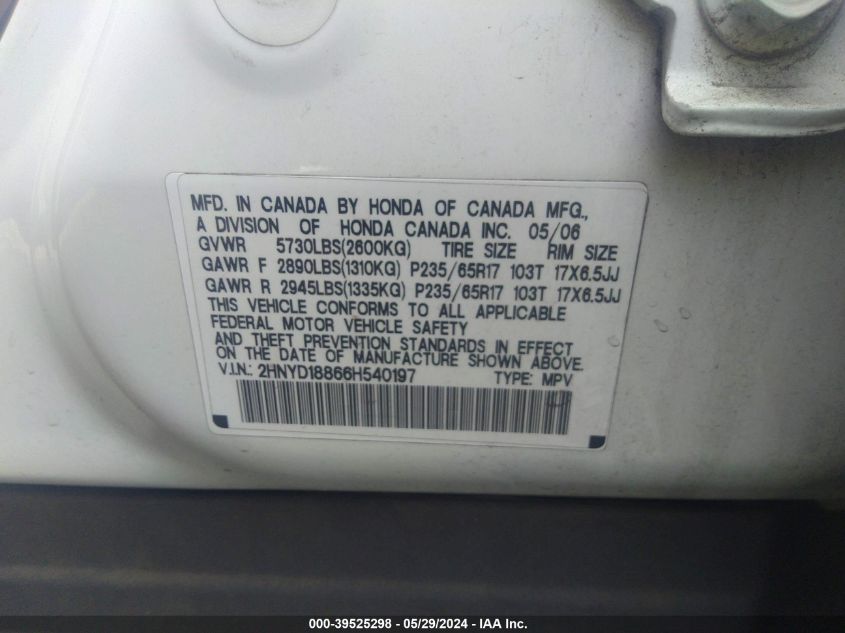 MFD. IN CANADA BY HONDA OF CANADA MFG.,
A DIVISION OF HONDA CANADA INC. 05/06
GVWR 5730LBS(2600KG) TIRE SIZE RIM SIZE
GAWR F 2890LBS(1310KG) P235/65R17 103T 17X6.5JJ
GAWR R 2945LBS(1335KG) P235/65R17 103T 17X6.5JJ
THIS VEHICLE CONFORMS TO ALL APPLICABLE
FEDERAL MOTOR VEHICLE SAFETY
AND THEFT PREVENTION STANDARDS IN EFFECT
ON THE DATE OF MANUFACTURE SHOWN ABOVE.
V.I.N.: 2HNYD18866H540197 TYPE: MPV
000-39525298 - 05/29/2024 - IAA Inc.